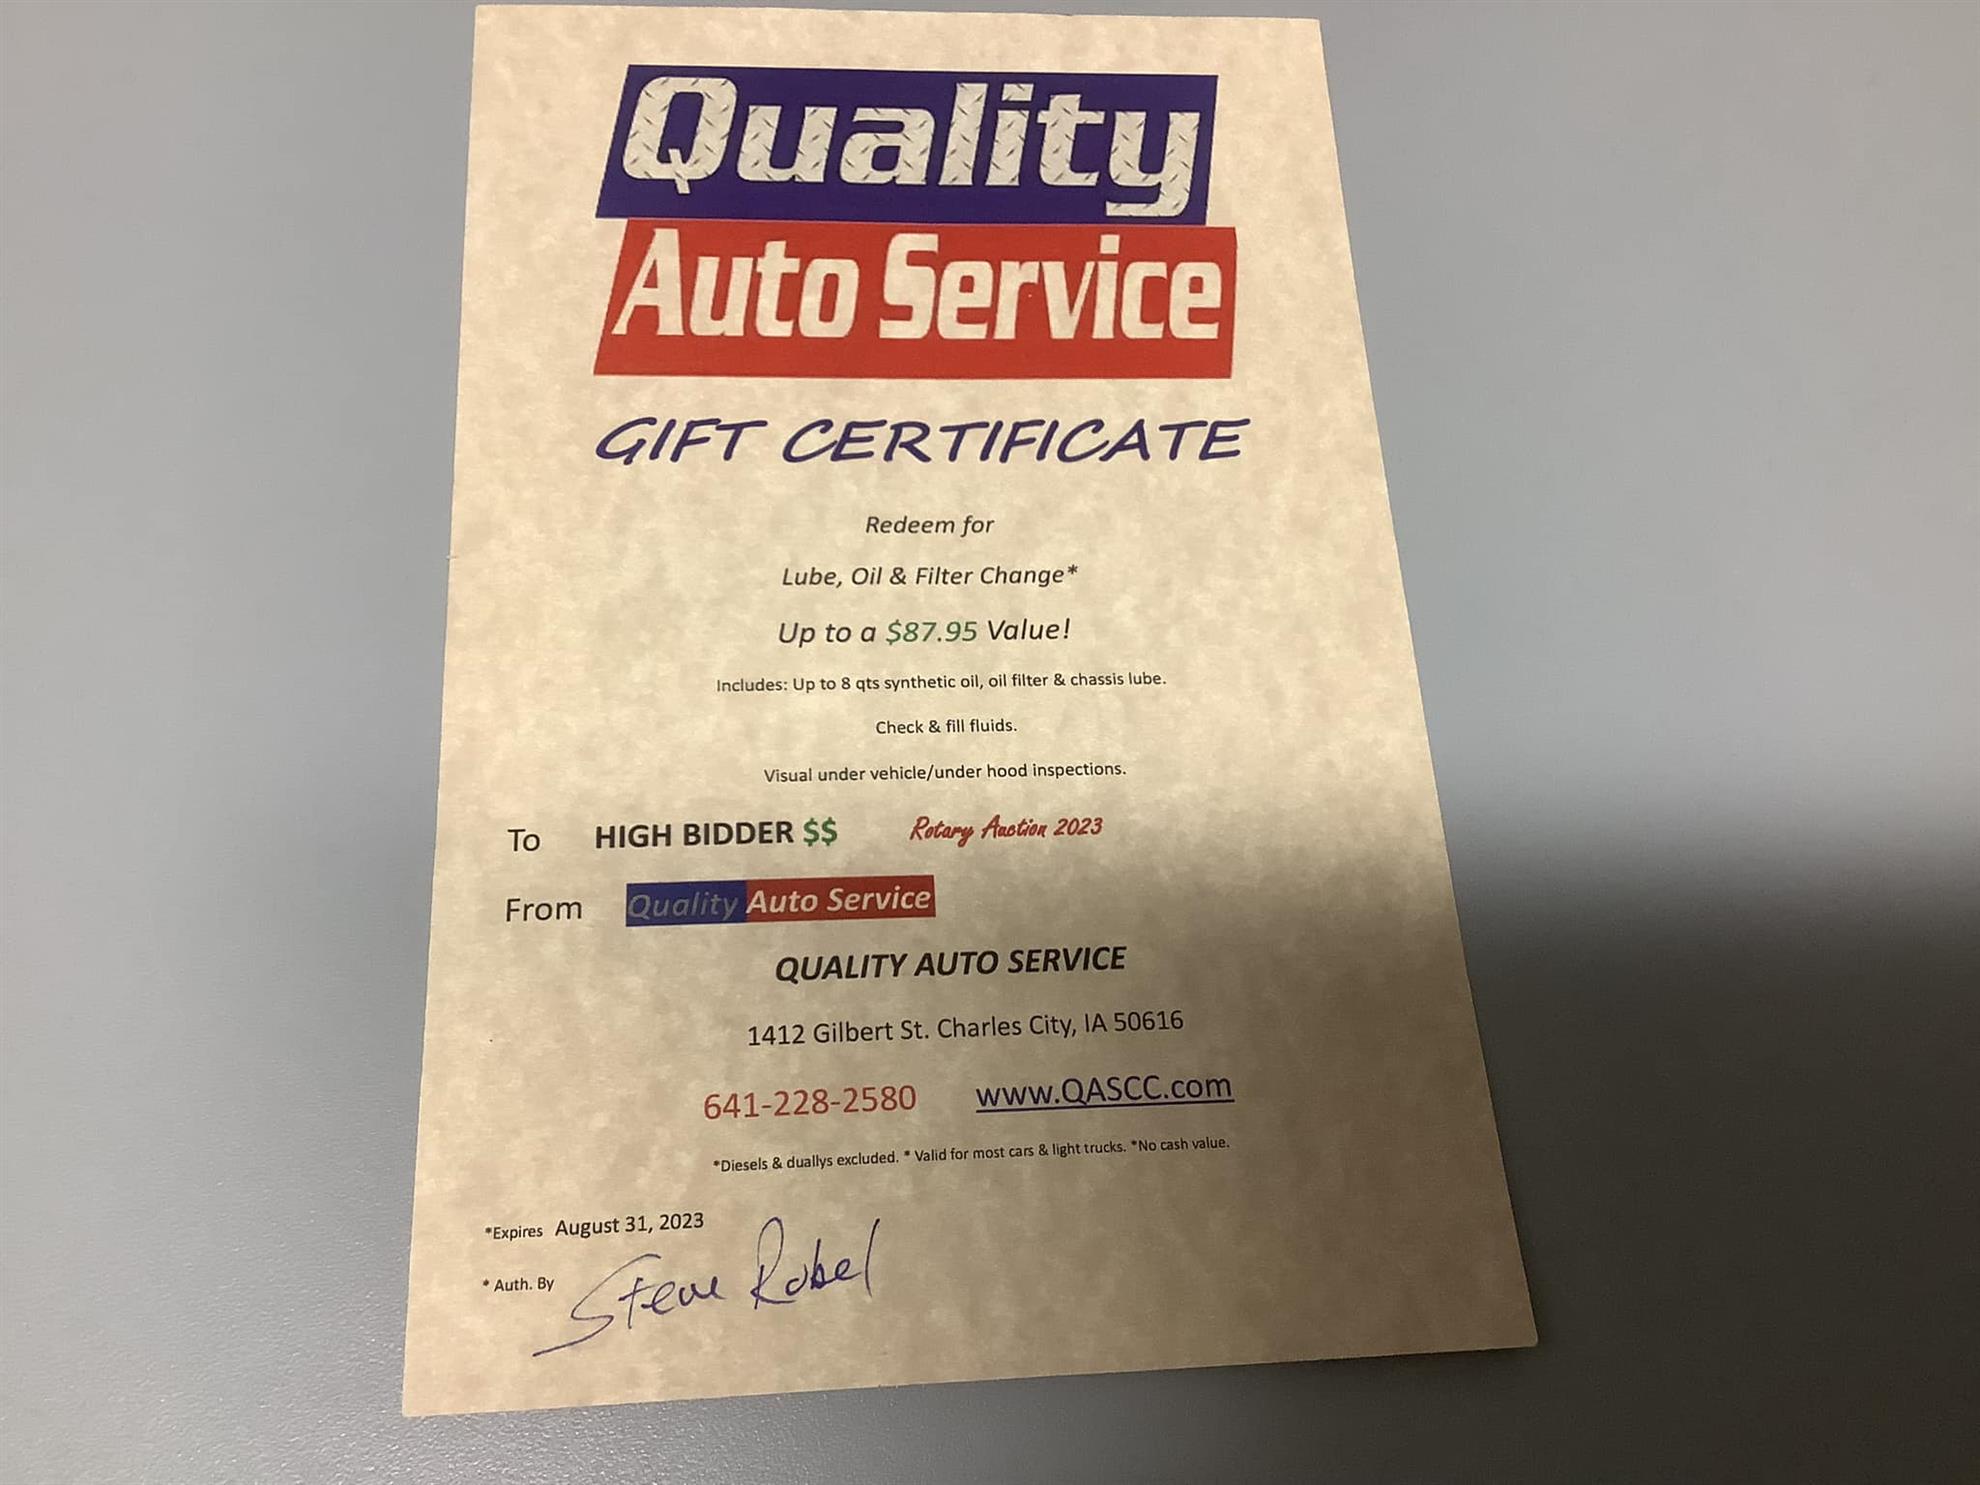 Quality
Auto Service
GIFT CERTIFICATE
Redeem for
Lube, Oil & Filter Change*
Up to a $87.95 Value!
Includes: Up to 8 qts synthetic oil, oil filter & chassis lube.
Check & fill fluids.
Visual under vehicle/under hood inspections.
To HIGH BIDDER $$ Rotary Auction 2023
From Quality Auto Service
QUALITY AUTO SERVICE
1412 Gilbert St. Charles City, IA 50616
641-228-2580 www.QASCC.com
*Diesels & duallys excluded. * Valid for most cars & light trucks. *No cash value.
*Expires August 31, 2023
* Auth. By Steve Robel